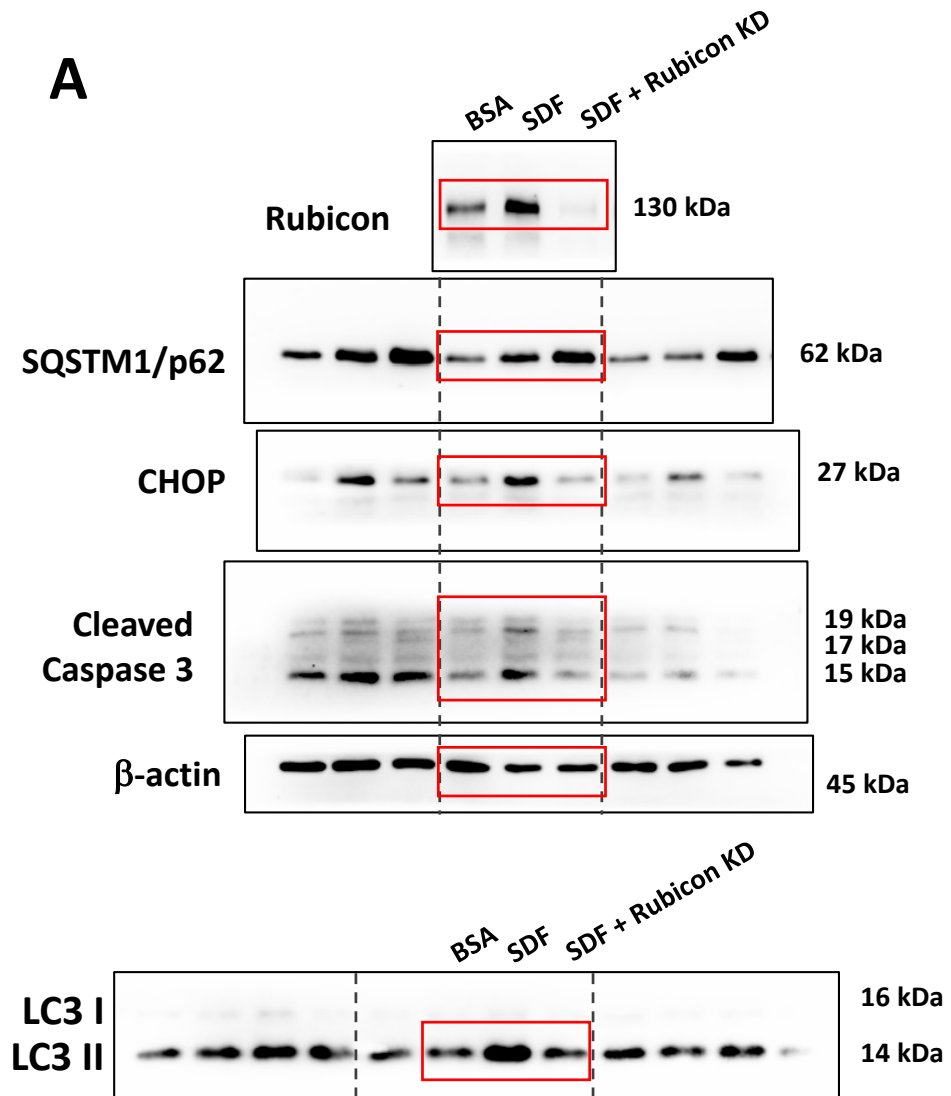 A
BSA SDF SDF + Rubicon KD
Rubicon 130 kDa
SQSTM1/p62 62 kDa
CHOP 27 kDa
Cleaved Caspase 3
19 kDa
17 kDa
15 kDa
β-actin 45 kDa
BSA SDF SDF + Rubicon KD
LC3 I 16 kDa
LC3 II 14 kDa